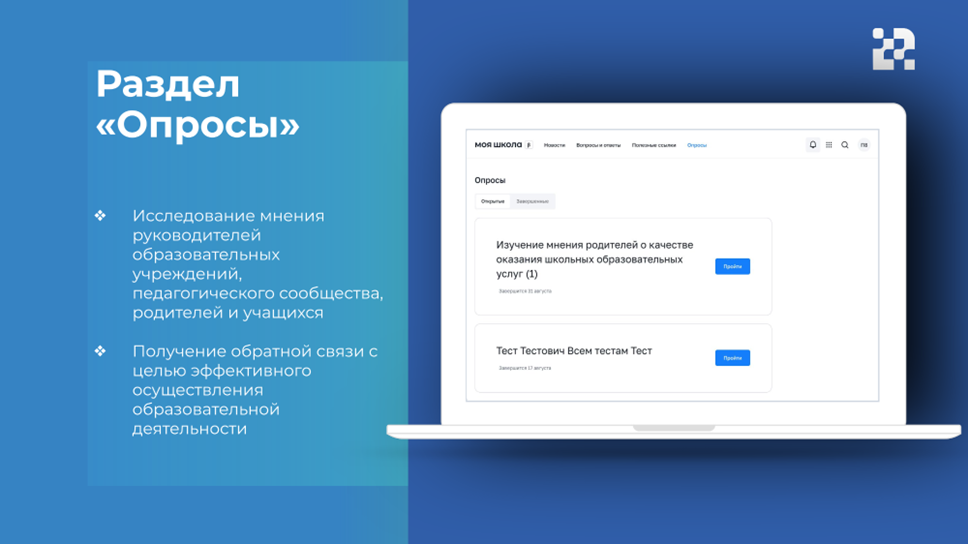 Раздел
«Опросы»
❖ Исследование мнения
руководителей
образовательных
учреждений,
педагогического сообщества,
родителей и учащихся
❖ Получение обратной связи с
целью эффективного
осуществления
образовательной
деятельности
моя школа β Новости Вопросы и ответы Полезные ссылки Опросы ПВ
Опросы
Открытые Завершенные
Изучение мнения родителей о качестве
оказания школьных образовательных
услуг (1)
Пройти
Завершится 31 августа
Тест Тестович Всем тестам Тест
Пройти
Завершится 17 августа